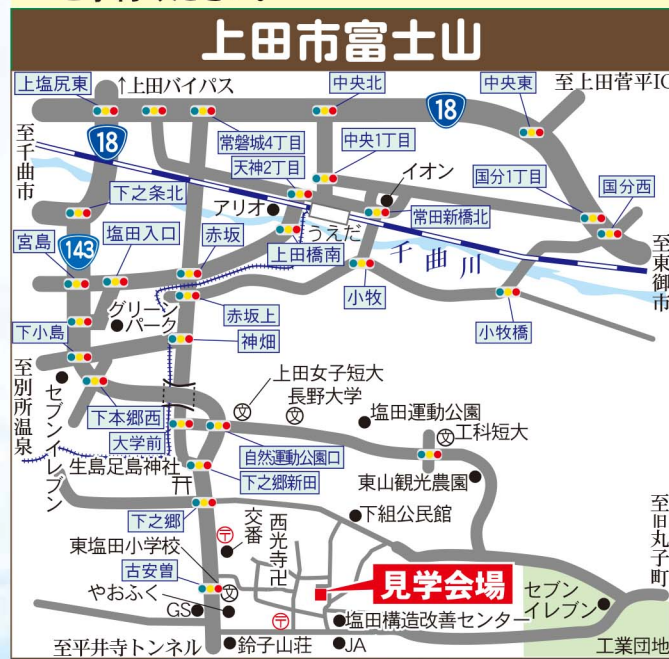 上田市富士山
上塩尻東
↑上田バイパス
中央北
中央東
至上田菅平IC
18
18
至千曲市
常磐城4丁目
中央1丁目
天神2丁目
イオン
国分1丁目
国分西
下之条北
アリオ
常田新橋北
143
宮島
塩田入口
赤坂
うえだ
上田橋南
千曲川
至東御市
小牧
小牧橋
グリーン
パーク
赤坂上
神畑
下小島
至別所温泉
セブンイレブン
下本郷西
文
上田女子短大
文
長野大学
塩田運動公園
文
工科短大
大学前
自然運動公園口
生島足島神社
下之郷新田
東山観光農園
下之郷
〒
交番
西光寺卍
下組公民館
至旧丸子町
東塩田小学校
文
古安曽
見学会場
セブン
イレブン
やおふく
GS
〒
塩田構造改善センター
至平井寺トンネル
鈴子山荘
JA
工業団地